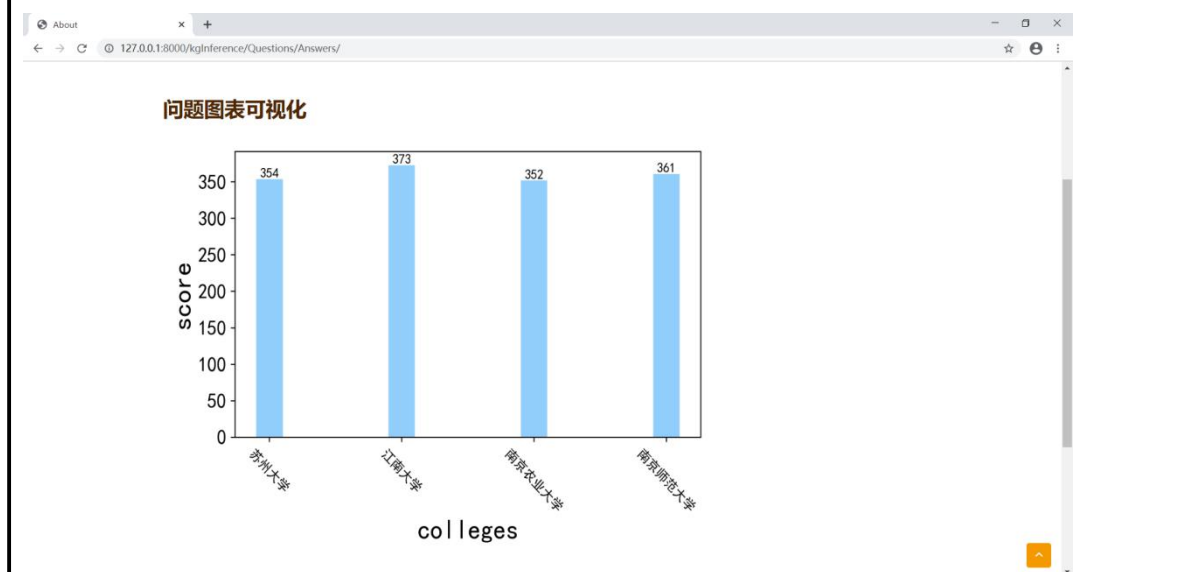 About
127.0.0.1:8000/kgInference/Questions/Answers/
问题图表可视化
354
373
352
361
350
300
250
200
150
100
50
0
score
苏州大学
江南大学
南京农业大学
南京师范大学
colleges